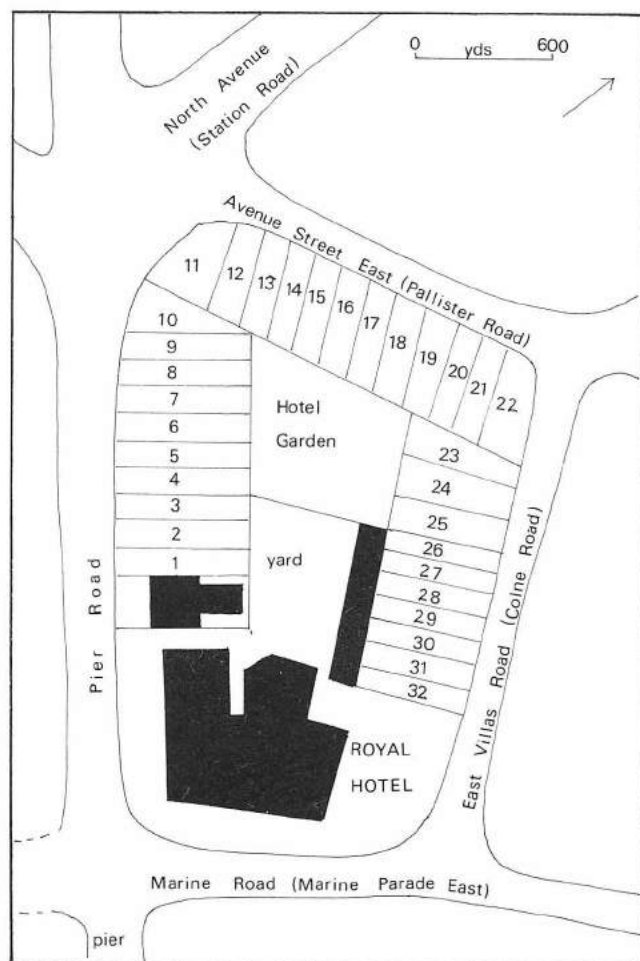 0 yds 600
North Avenue
(Station Road)
Avenue Street East (Pallister Road)
11
12
13
14
15
16
17
18
19
20
21
22
10
9
8
7
6
5
4
3
2
1
Hotel
Garden
23
24
25
26
27
28
29
30
31
32
yard
Pier Road
East Villas Road (Colne Road)
ROYAL
HOTEL
Marine Road (Marine Parade East)
pier